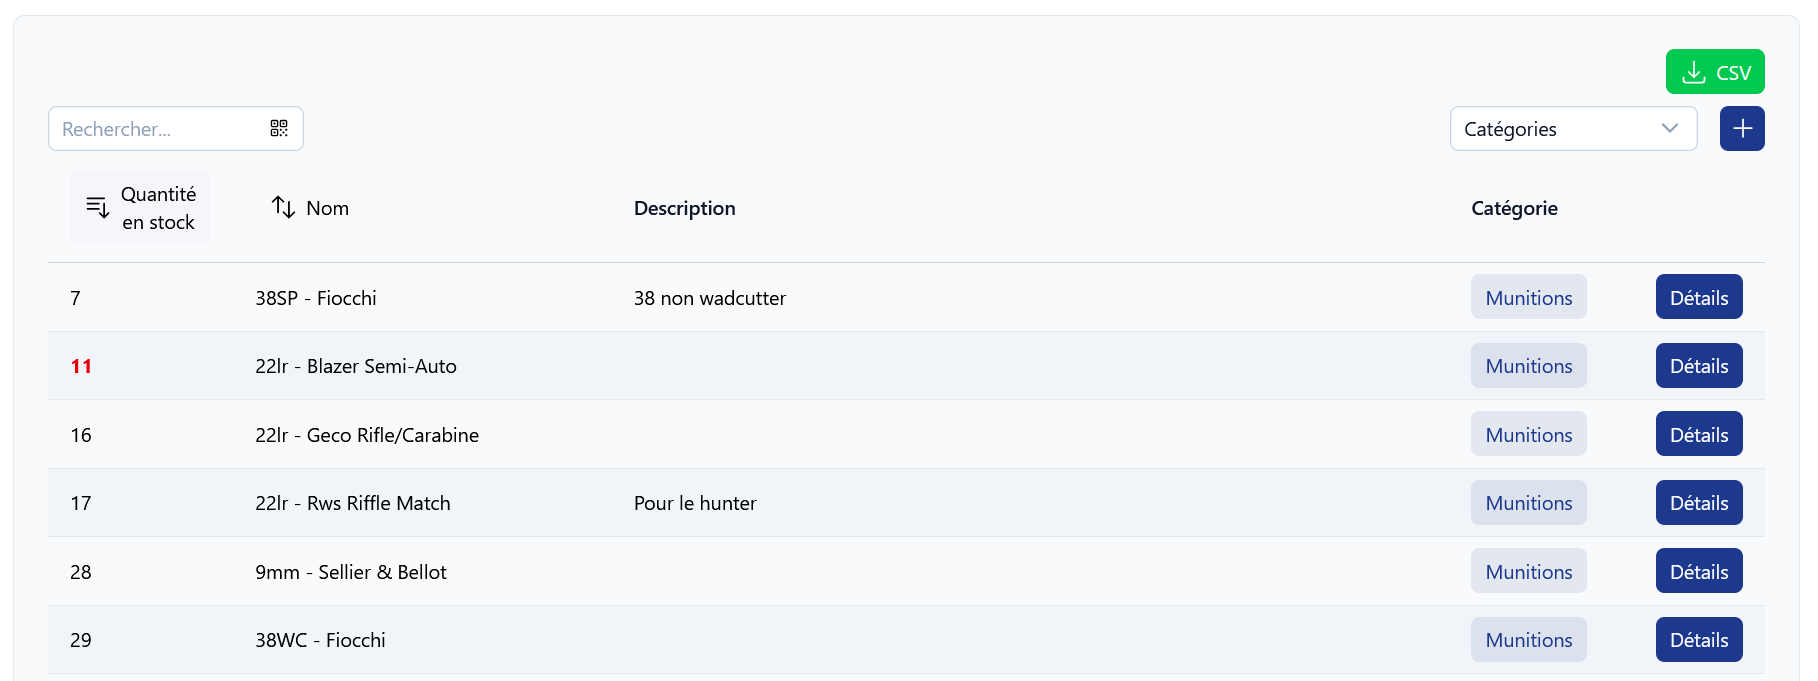 CSV
Rechercher...
Catégories
Quantité
en stock
Nom
Description
Catégorie
7 38SP - Fiocchi 38 non wadcutter Munitions Détails
11 22lr - Blazer Semi-Auto Munitions Détails
16 22lr - Geco Rifle/Carabine Munitions Détails
17 22lr - Rws Riffle Match Pour le hunter Munitions Détails
28 9mm - Sellier & Bellot Munitions Détails
29 38WC - Fiocchi Munitions Détails